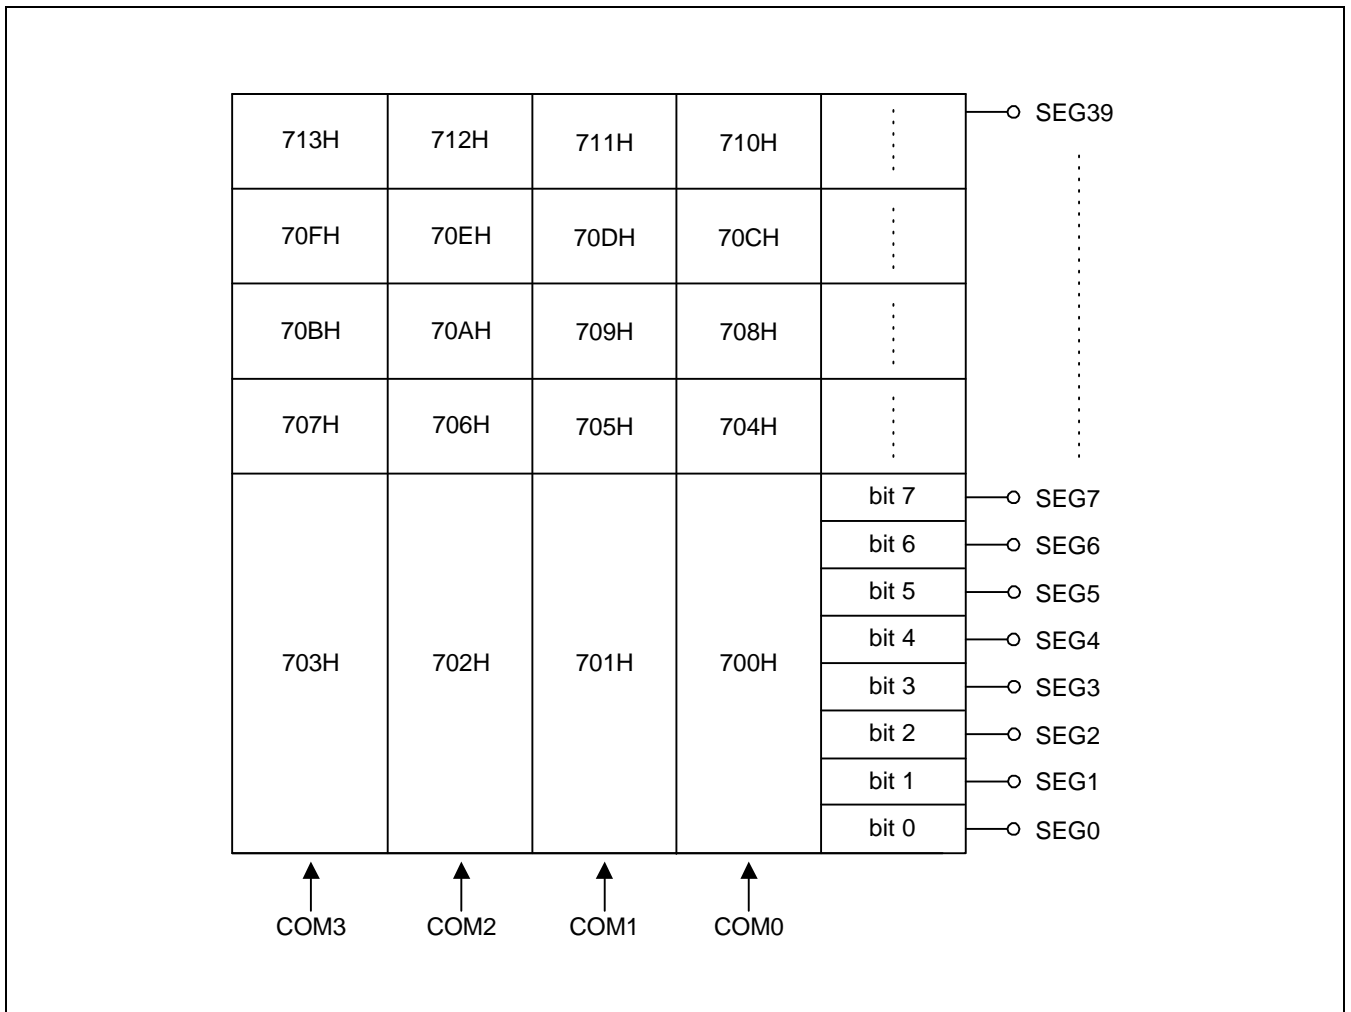 713H 712H 711H 710H SEG39
70FH 70EH 70DH 70CH
70BH 70AH 709H 708H
707H 706H 705H 704H
bit 7 SEG7
bit 6 SEG6
bit 5 SEG5
bit 4 SEG4
703H 702H 701H 700H
bit 3 SEG3
bit 2 SEG2
bit 1 SEG1
bit 0 SEG0
COM3 COM2 COM1 COM0